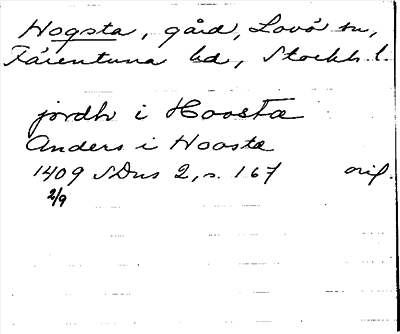 Hogsta, gård, Lovö sn,
Färentuna hd, Stockh. l.
jordh i Hoosta
Anders i Hoosta
1409 SDns 2, s. 167 orig.
2/9